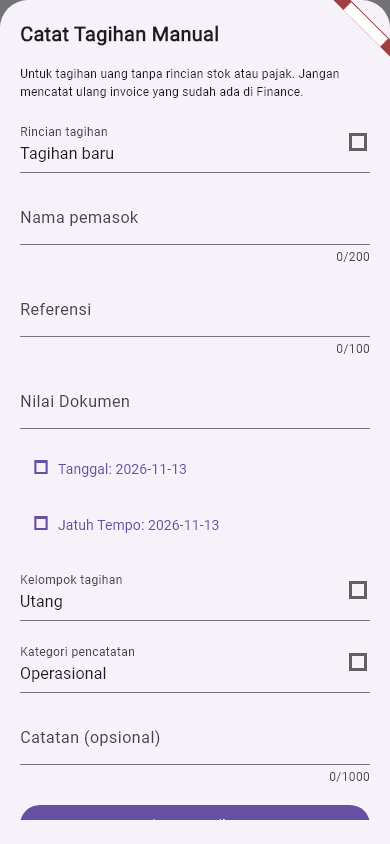 Catat Tagihan Manual
Untuk tagihan uang tanpa rincian stok atau pajak. Jangan
mencatat ulang invoice yang sudah ada di Finance.
Rincian tagihan
Tagihan baru
Nama pemasok
0/200
Referensi
0/100
Nilai Dokumen
Tanggal: 2026-11-13
Jatuh Tempo: 2026-11-13
Kelompok tagihan
Utang
Kategori pencatatan
Operasional
Catatan (opsional)
0/1000